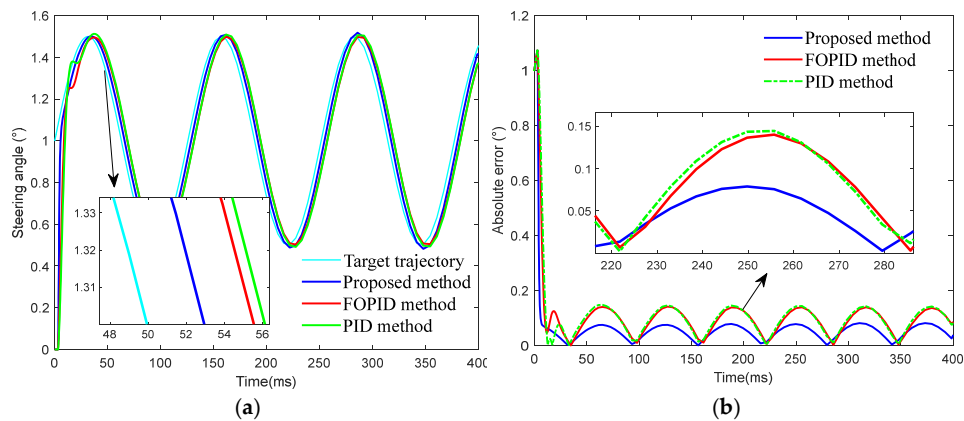 1.6
1.4
1.2
1
0.8
0.6
0.4
0.2
0
Steering angle (°)
1.33
1.32
1.31
48 50 52 54 56
Target trajectory
Proposed method
FOPID method
PID method
0 50 100 150 200 250 300 350 400
Time(ms)
(a)
1.2
1
0.8
0.6
0.4
0.2
0
Absolute error (°)
Proposed method
FOPID method
PID method
0.15
0.1
0.05
220 230 240 250 260 270 280
0 50 100 150 200 250 300 350 400
Time(ms)
(b)